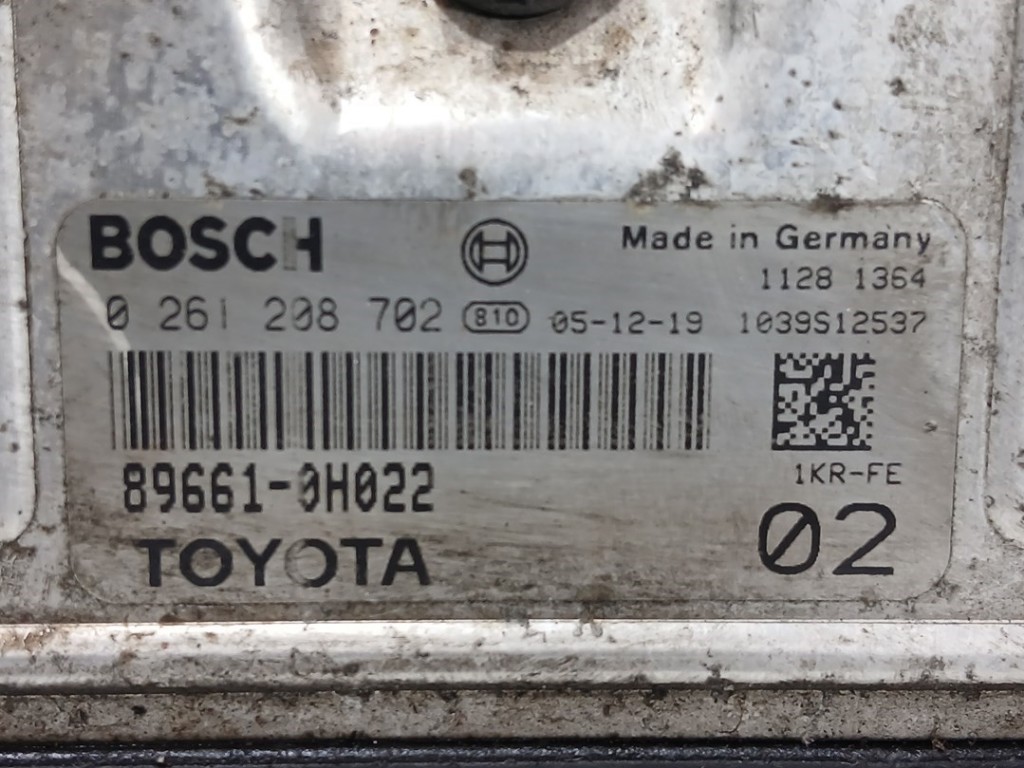 BOSCH
Made in Germany
1128 1364
0 261 208 702 810 05-12-19 1039S12537
89661-0H022
1KR-FE
TOYOTA
02